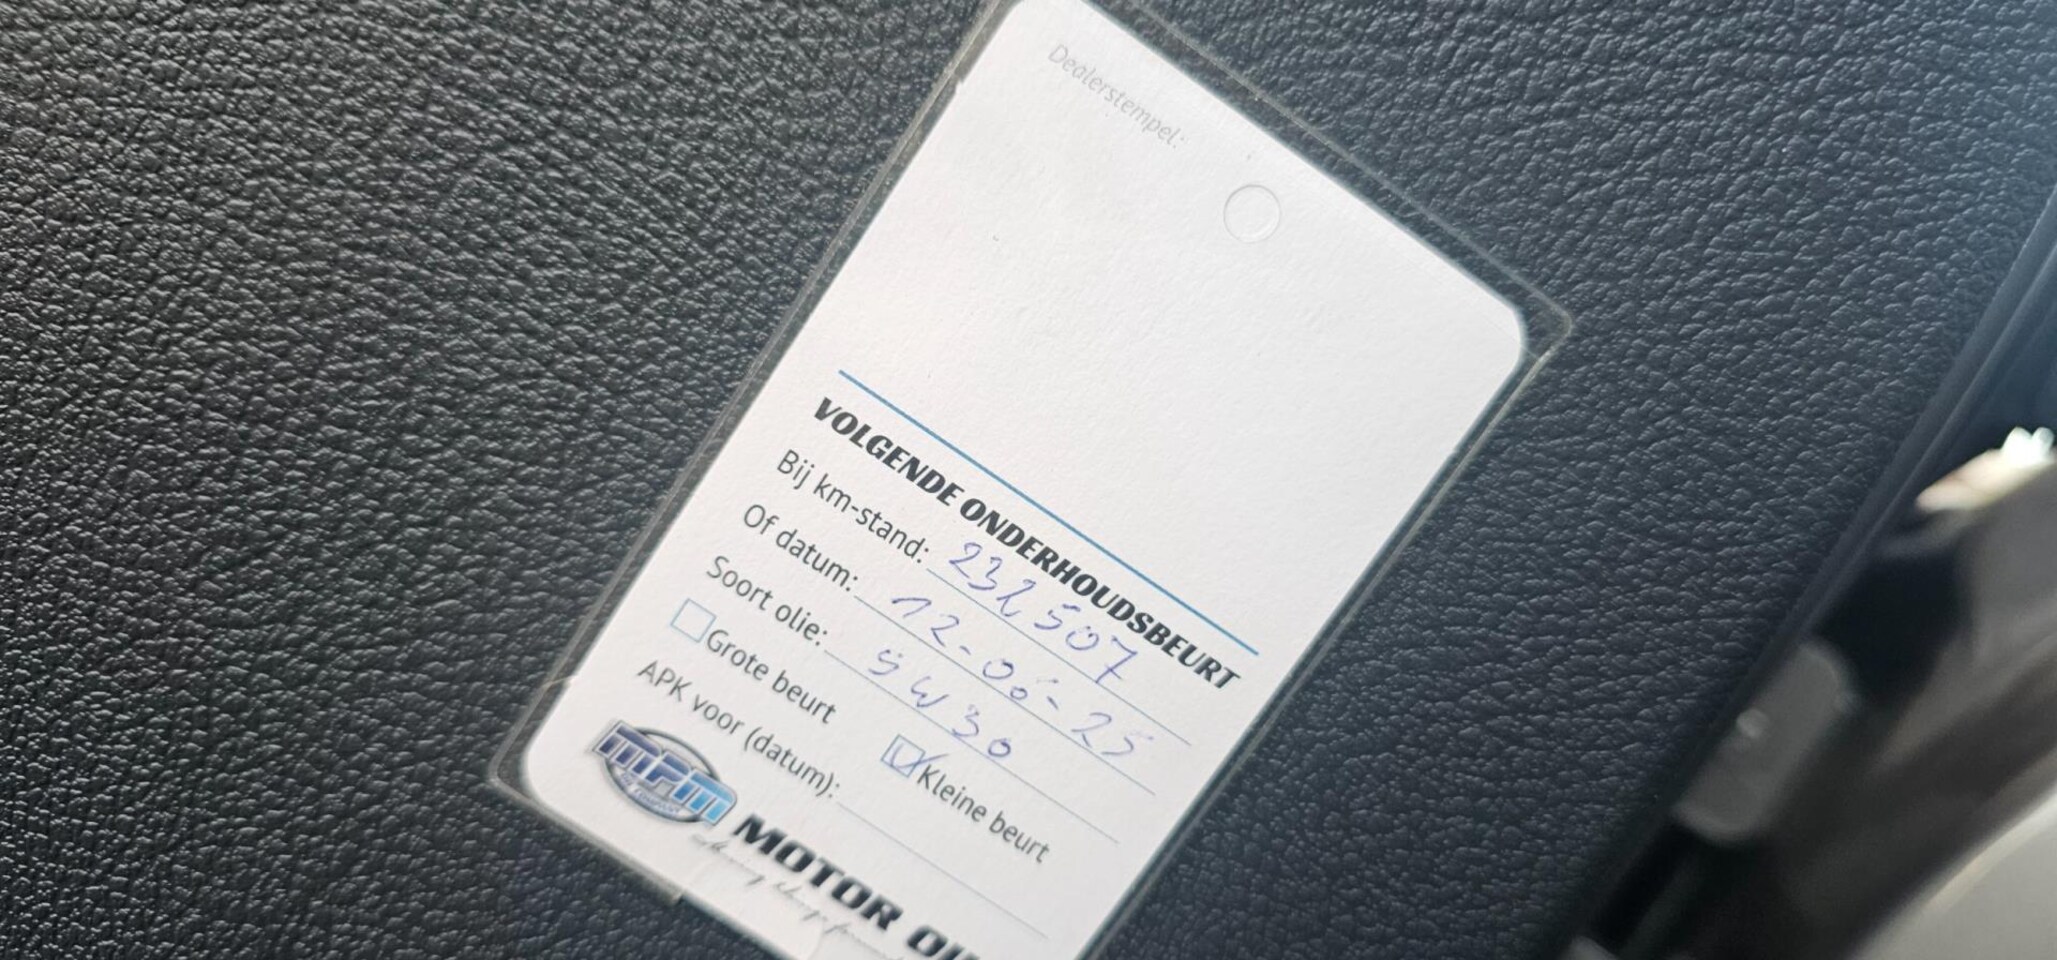 Dealerstempel:
VOLGENDE ONDERHOUDSBEURT
Bij km-stand: 232507
Of datum: 12-06-25
Soort olie: 5W30
Grote beurt Kleine beurt
APK voor (datum):
MPM
MOTOR